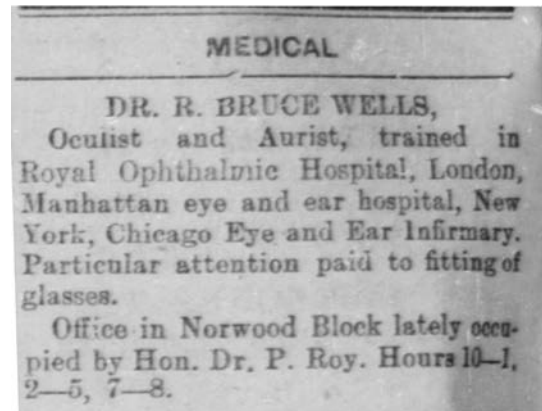 MEDICAL
DR. R. BRUCE WELLS,
Oculist and Aurist, trained in
Royal Ophthalmic Hospital, London,
Manhattan eye and ear hospital, New
York, Chicago Eye and Ear Infirmary.
Particular attention paid to fitting of
glasses.
Office in Norwood Block lately occu-
pied by Hon. Dr. P. Roy. Hours 10—1,
2—5, 7—8.